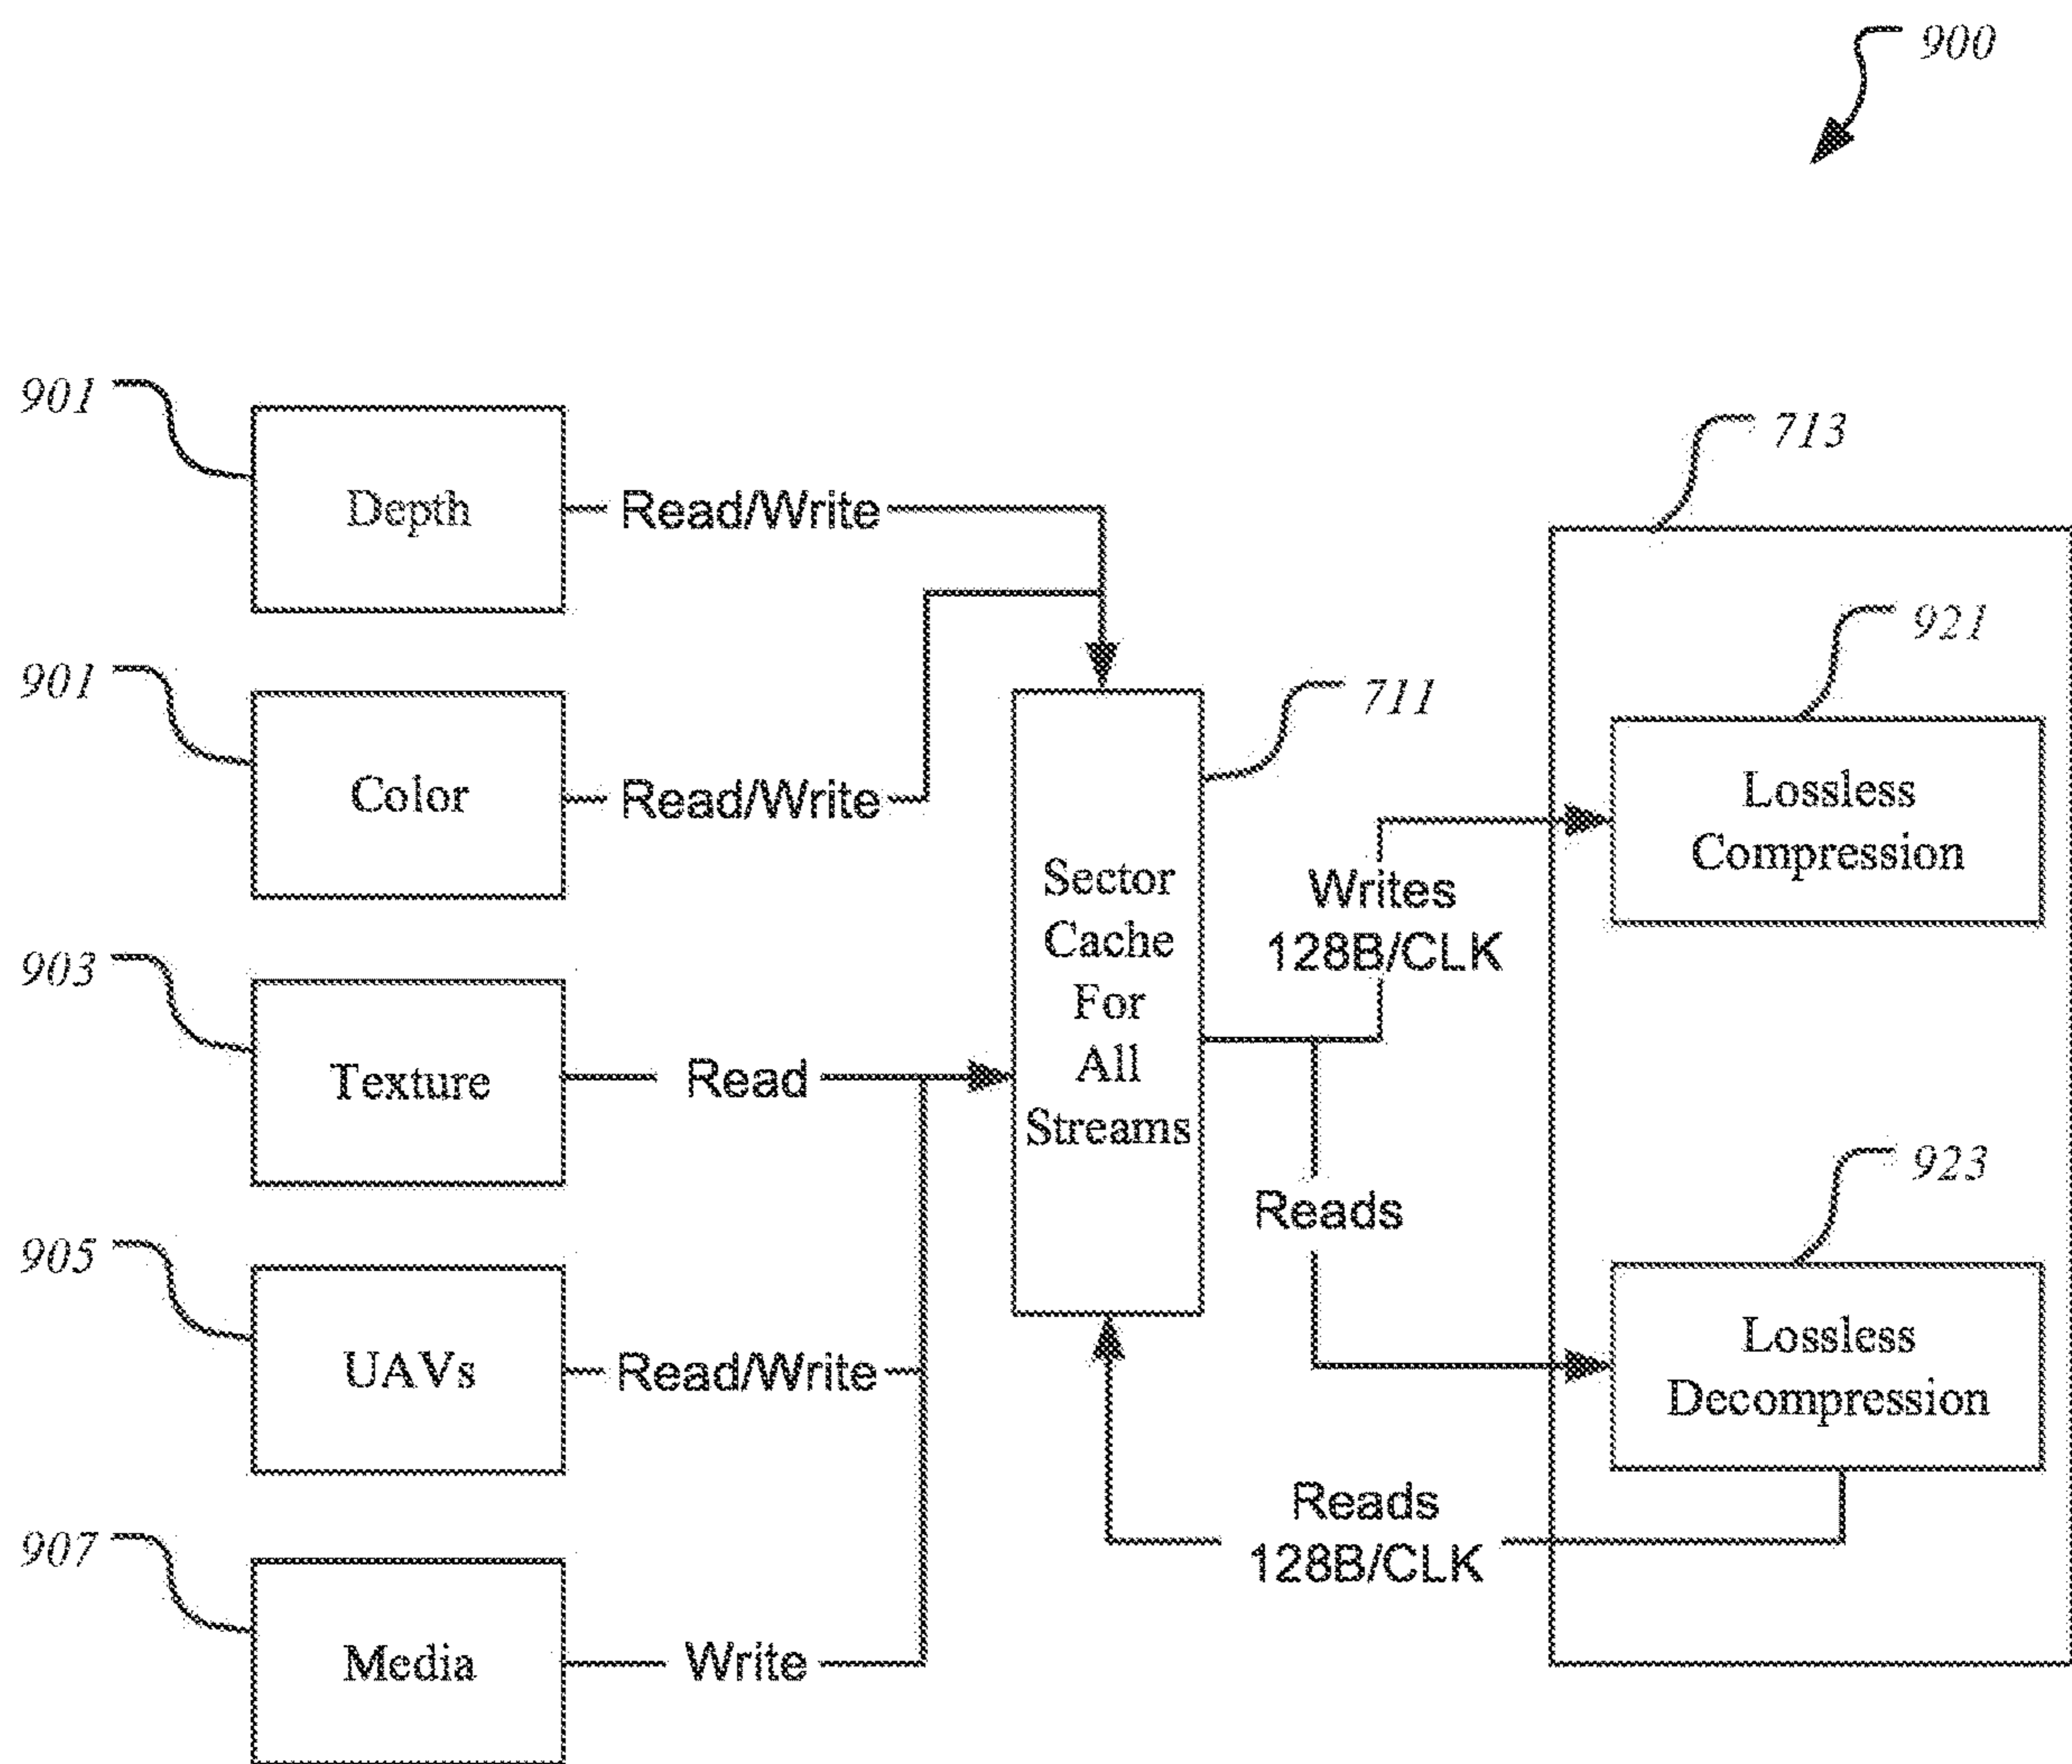 900
901
Depth
Read/Write
713
921
901
Color
Read/Write
711
Lossless
Compression
Sector
Cache
For
All
Streams
Writes
128B/CLK
903
Texture
Read
923
Reads
905
UAVs
Read/Write
Lossless
Decompression
Reads
128B/CLK
907
Media
Write